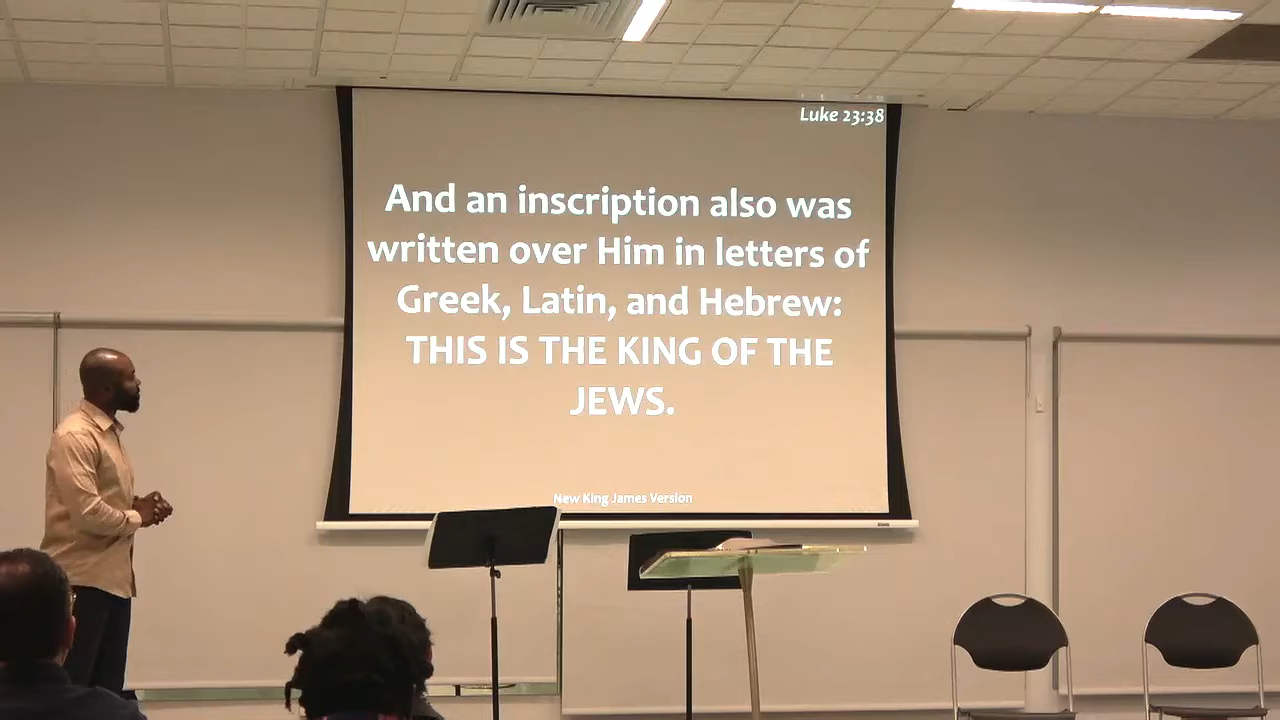 Luke 23:38
And an inscription also was
written over Him in letters of
Greek, Latin, and Hebrew:
THIS IS THE KING OF THE
JEWS.
New King James Version